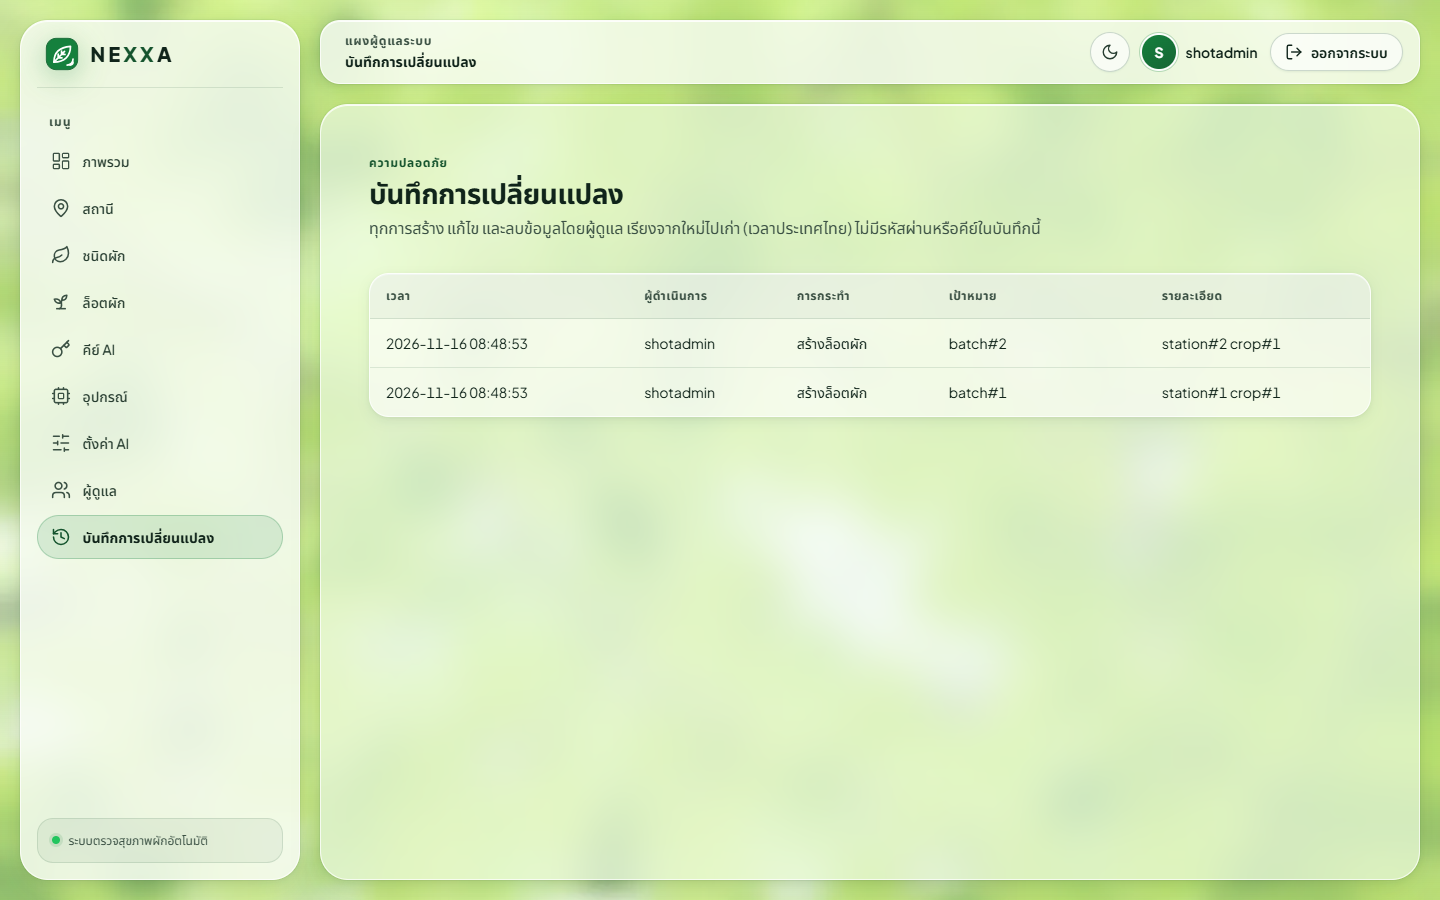 NEXXA
เมนู
ภาพรวม
สถานี
ชนิดผัก
ล็อตผัก
คีย์ AI
อุปกรณ์
ตั้งค่า AI
ผู้ดูแล
บันทึกการเปลี่ยนแปลง
ระบบตรวจสุขภาพผักอัตโนมัติ
แผงผู้ดูแลระบบ
บันทึกการเปลี่ยนแปลง
S shotadmin ออกจากระบบ
ความปลอดภัย
บันทึกการเปลี่ยนแปลง
ทุกการสร้าง แก้ไข และลบข้อมูลโดยผู้ดูแล เรียงจากใหม่ไปเก่า (เวลาประเทศไทย) ไม่มีรหัสผ่านหรือคีย์ในบันทึกนี้
เวลา ผู้ดำเนินการ การกระทำ เป้าหมาย รายละเอียด
2026-11-16 08:48:53 shotadmin สร้างล็อตผัก batch#2 station#2 crop#1
2026-11-16 08:48:53 shotadmin สร้างล็อตผัก batch#1 station#1 crop#1